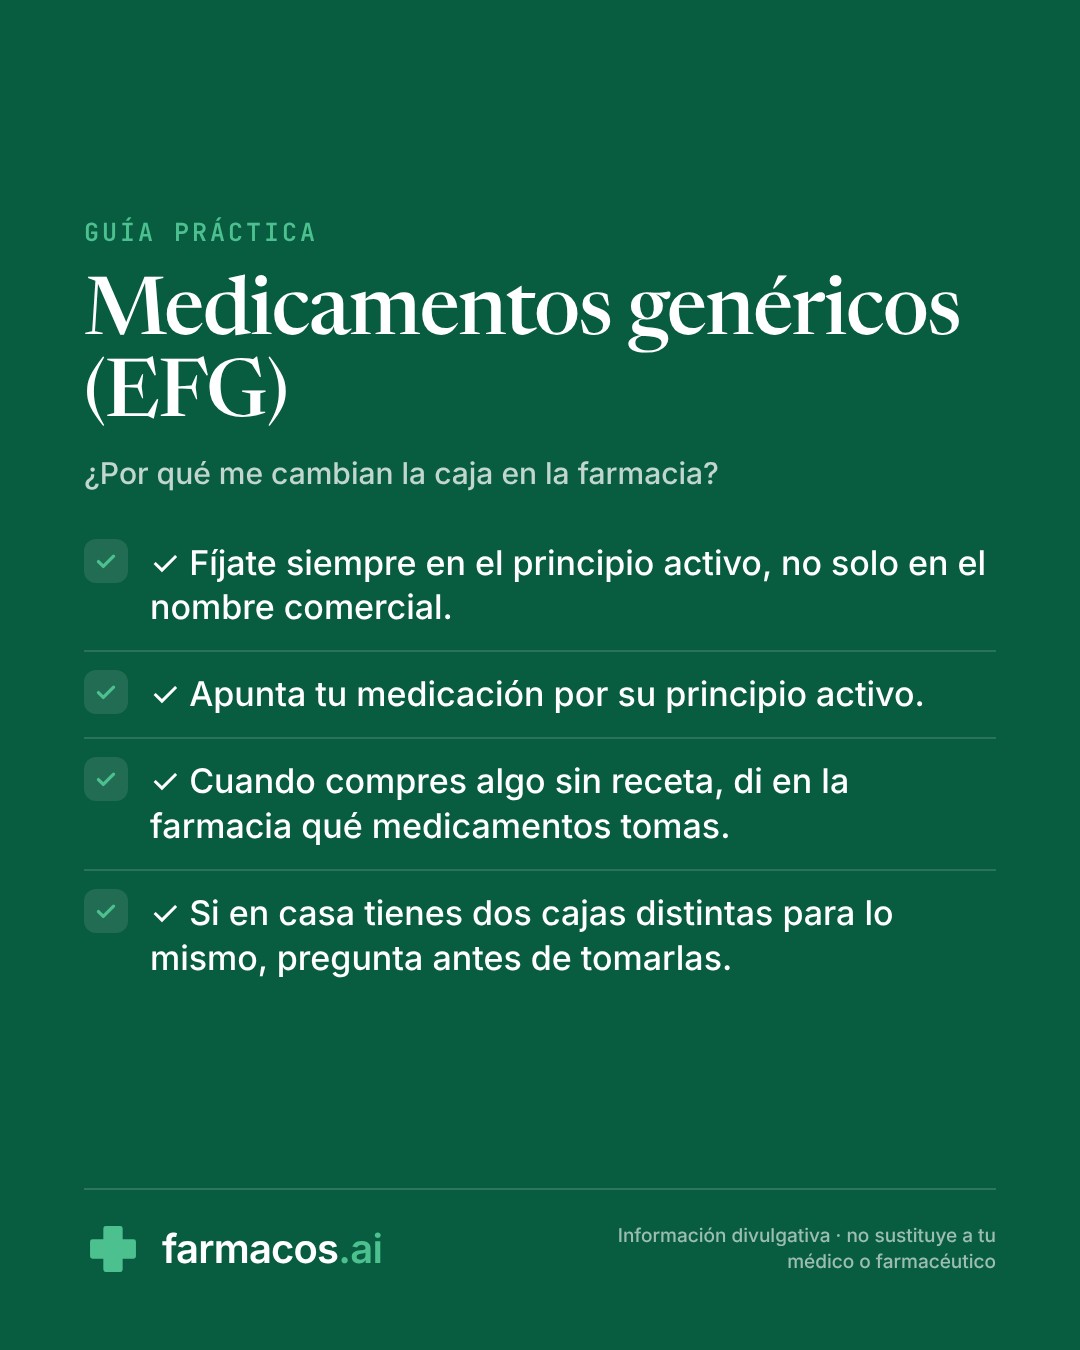 GUÍA PRÁCTICA
Medicamentos genéricos
(EFG)
¿Por qué me cambian la caja en la farmacia?
✓ Fíjate siempre en el principio activo, no solo en el
nombre comercial.
✓ Apunta tu medicación por su principio activo.
✓ Cuando compres algo sin receta, di en la
farmacia qué medicamentos tomas.
✓ Si en casa tienes dos cajas distintas para lo
mismo, pregunta antes de tomarlas.
farmacos.ai
Información divulgativa · no sustituye a tu
médico o farmacéutico